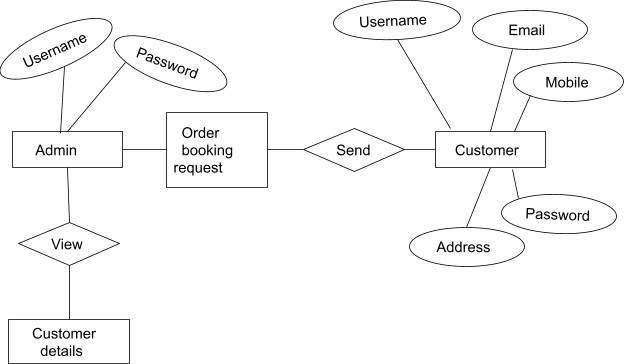 Username
Password
Username
Email
Mobile
Admin
Order
booking
request
Send
Customer
Password
View
Address
Customer
details